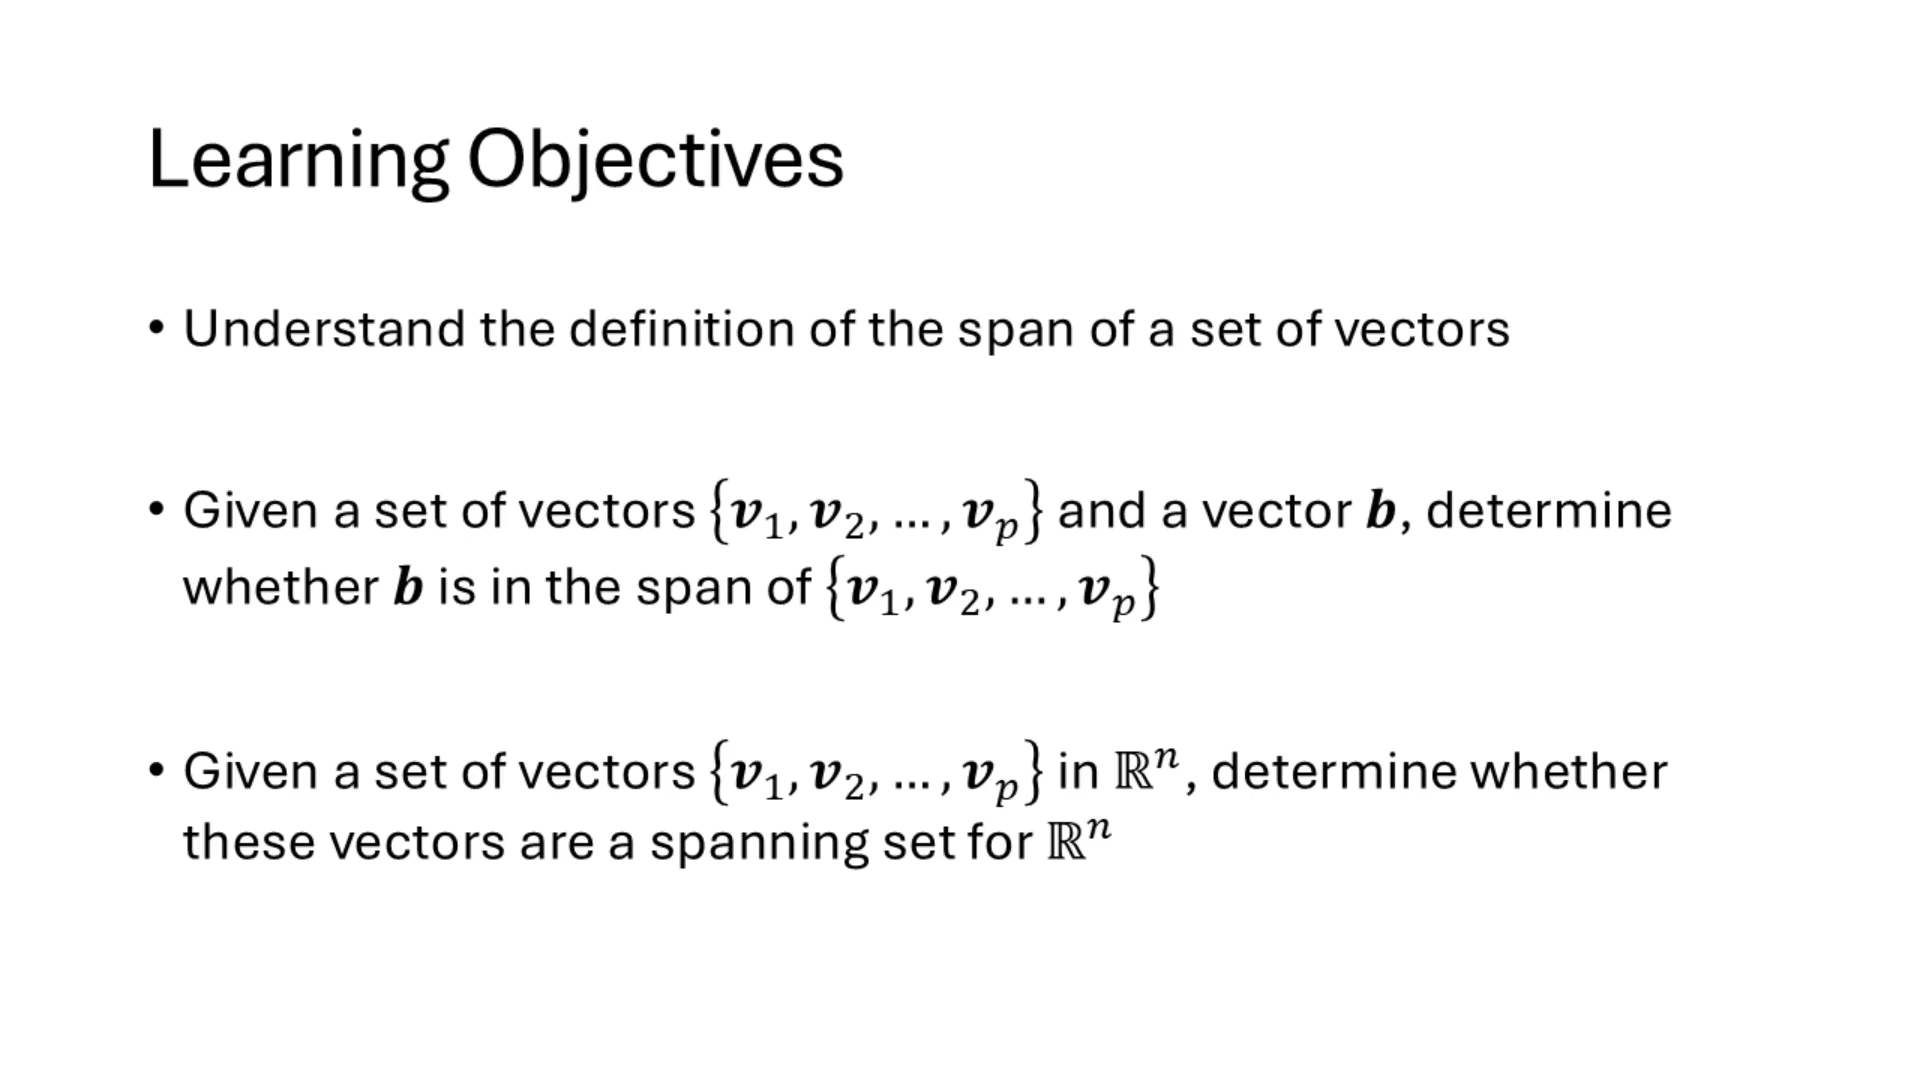 Learning Objectives
• Understand the definition of the span of a set of vectors
• Given a set of vectors {𝒗₁, 𝒗₂, … , 𝒗ₚ} and a vector 𝒃, determine
whether 𝒃 is in the span of {𝒗₁, 𝒗₂, … , 𝒗ₚ}
• Given a set of vectors {𝒗₁, 𝒗₂, … , 𝒗ₚ} in ℝⁿ, determine whether
these vectors are a spanning set for ℝⁿ